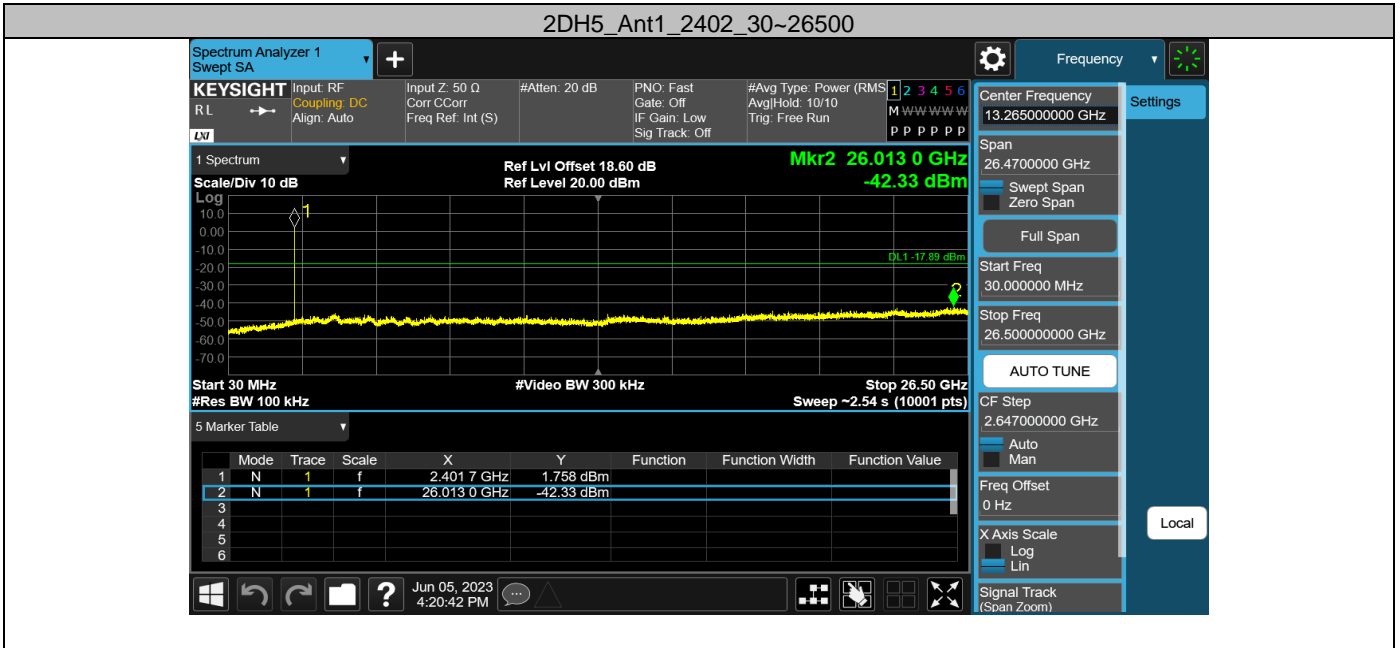 2DH5_Ant1_2402_30~26500
Spectrum Analyzer 1
Swept SA
Frequency
KEYSIGHT
RL
LXI
Input: RF
Coupling: DC
Align: Auto
Input Z: 50 Ω
Corr CCorr
Freq Ref: Int (S)
#Atten: 20 dB
PNO: Fast
Gate: Off
IF Gain: Low
Sig Track: Off
#Avg Type: Power (RMS
Avg|Hold: 10/10
Trig: Free Run
1 2 3 4 5 6
M W W W W W
P P P P P P
1 Spectrum
Scale/Div 10 dB
Ref Lvl Offset 18.60 dB
Ref Level 20.00 dBm
Mkr2 26.013 0 GHz
-42.33 dBm
Log
10.0
0.00
-10.0
-20.0
-30.0
-40.0
-50.0
-60.0
-70.0
1
DL1 -17.89 dBm
2
Start 30 MHz
#Video BW 300 kHz
Stop 26.50 GHz
#Res BW 100 kHz
Sweep ~2.54 s (10001 pts)
5 Marker Table
Mode Trace Scale X Y Function Function Width Function Value
1 N 1 f 2.401 7 GHz 1.758 dBm
2 N 1 f 26.013 0 GHz -42.33 dBm
3
4
5
6
Jun 05, 2023
4:20:42 PM
Center Frequency
13.265000000 GHz
Settings
Span
26.4700000 GHz
Swept Span
Zero Span
Full Span
Start Freq
30.000000 MHz
Stop Freq
26.500000000 GHz
AUTO TUNE
CF Step
2.647000000 GHz
Auto
Man
Freq Offset
0 Hz
Local
X Axis Scale
Log
Lin
Signal Track
(Span Zoom)